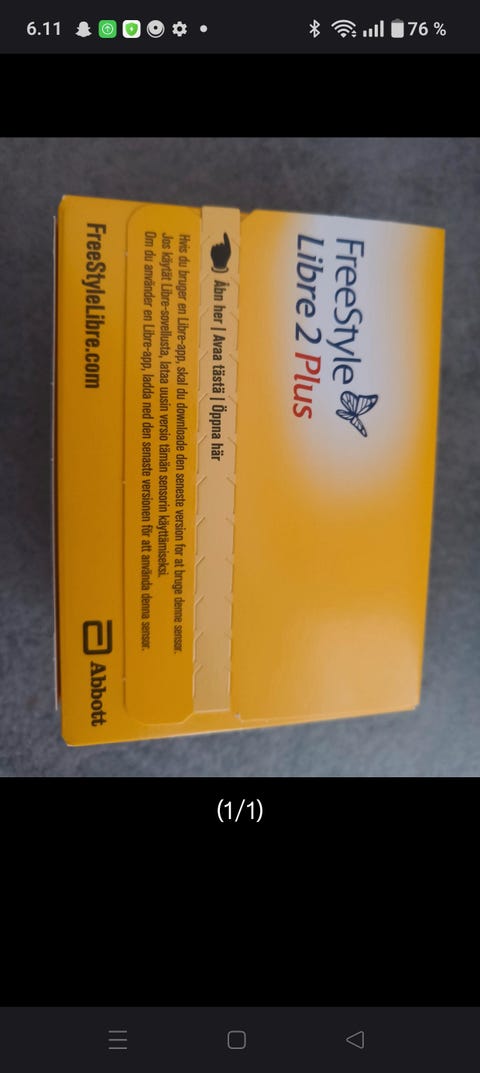 6.11
76 %
FreeStyle
Libre 2 Plus
Åbn her | Avaa tästä | Öppna här
Hvis du bruger en Libre-app, skal du downloade den seneste version for at bruge denne sensor.
Jos käytät Libre-sovellusta, lataa uusin versio tämän sensorin käyttämiseksi.
Om du använder en Libre-app, ladda ned den senaste versionen för att använda denna sensor.
FreeStyleLibre.com
Abbott
(1/1)